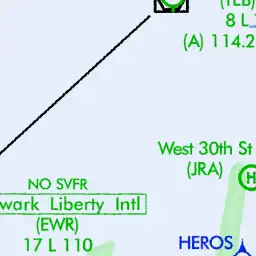 (TEB)
8 L
(A) 114.2
West 30th St
(JRA)
NO SVFR
wark Liberty Intl
(EWR)
17 L 110
HEROS